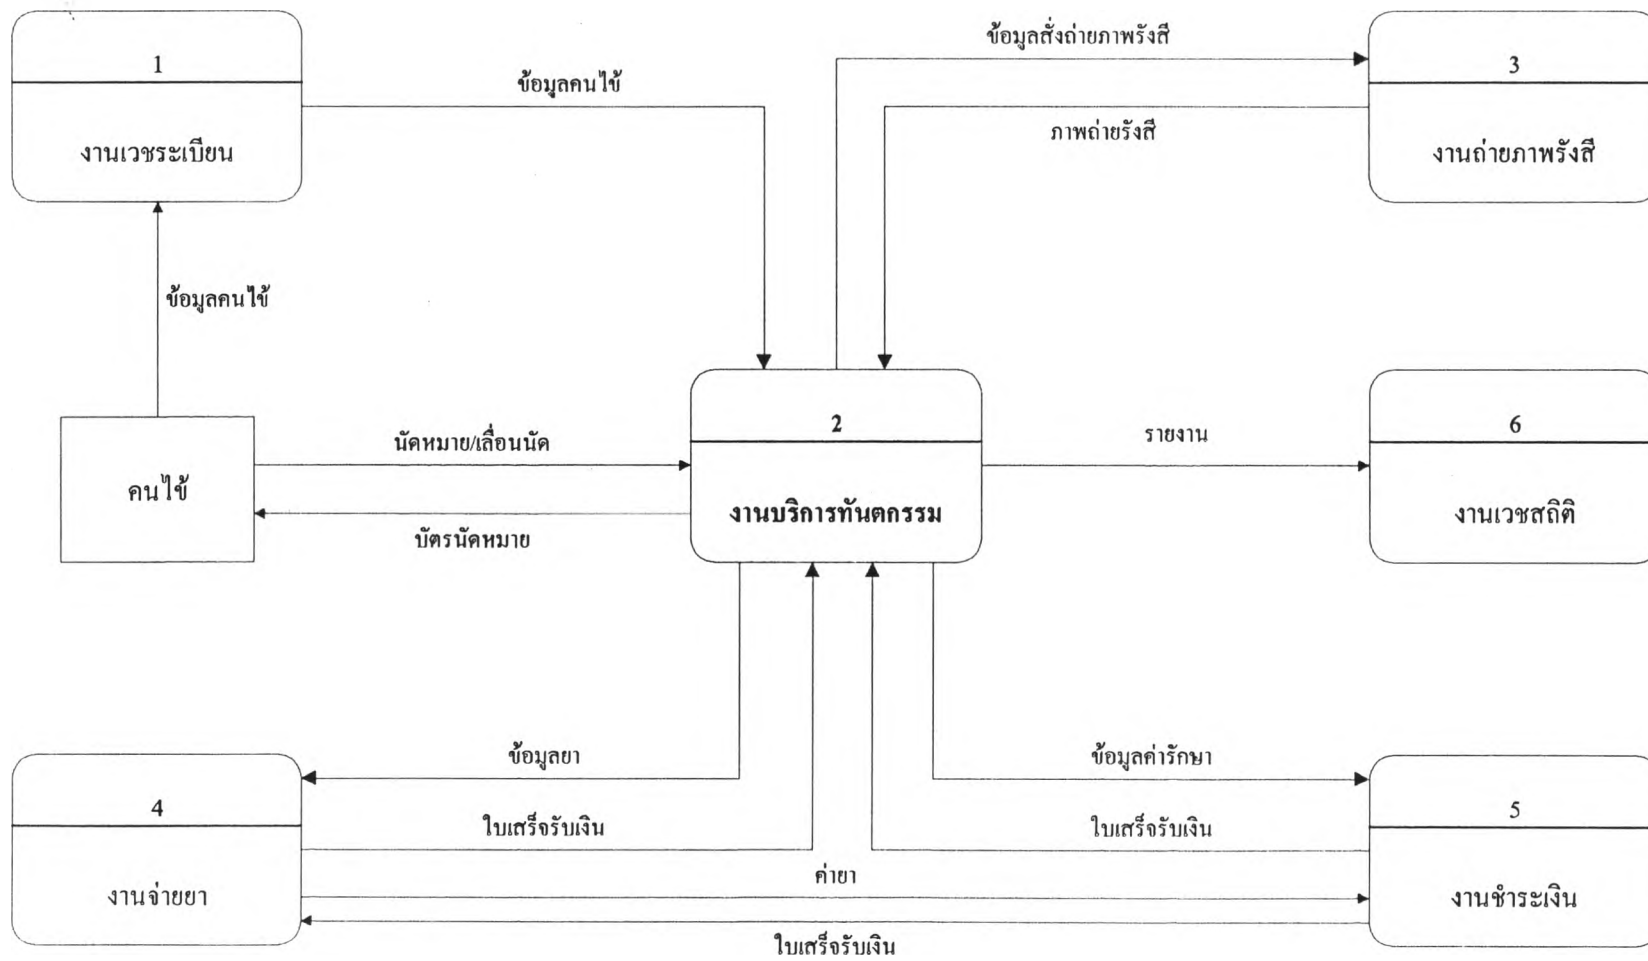 ข้อมูลสั่งถ่ายภาพรังสี
1
3
ข้อมูลคนไข้
ภาพถ่ายรังสี
งานเวชระเบียน
งานถ่ายภาพรังสี
ข้อมูลคนไข้
2
6
นัดหมาย/เลื่อนนัด
รายงาน
คนไข้
งานบริการทันตกรรม
งานเวชสถิติ
บัตรนัดหมาย
ข้อมูลยา
ข้อมูลค่ารักษา
4
5
ใบเสร็จรับเงิน
ใบเสร็จรับเงิน
ค่ายา
งานจ่ายยา
งานชำระเงิน
ใบเสร็จรับเงิน